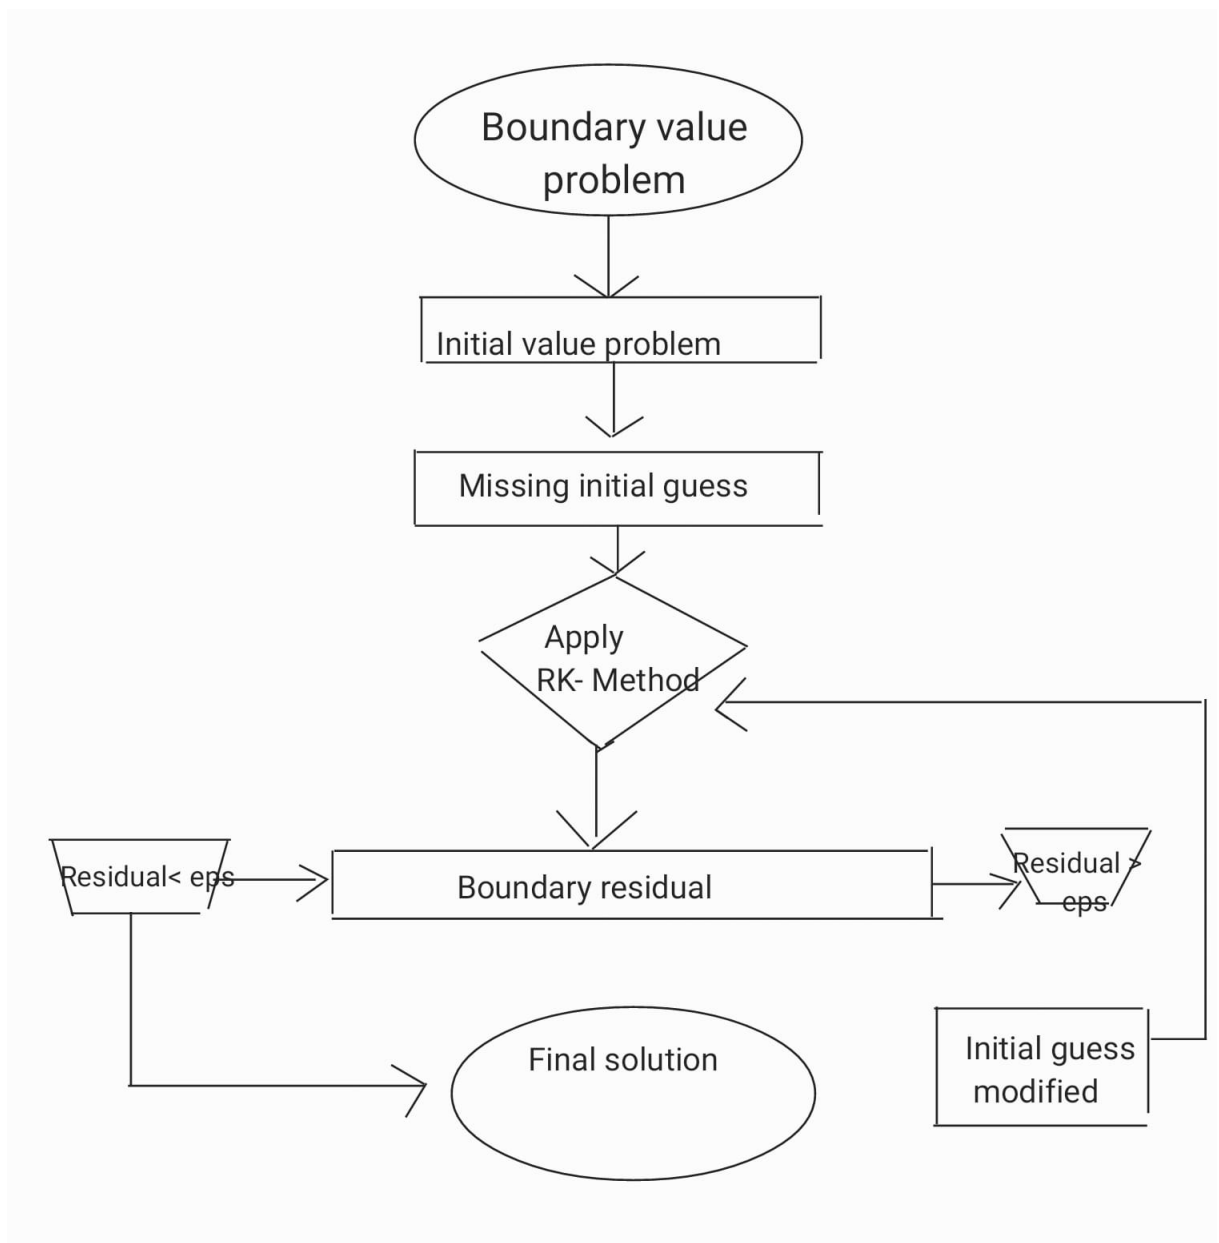 Boundary value
problem
Initial value problem
Missing initial guess
Apply
RK- Method
Residual< eps
Boundary residual
Residual >
eps
Final solution
Initial guess
modified